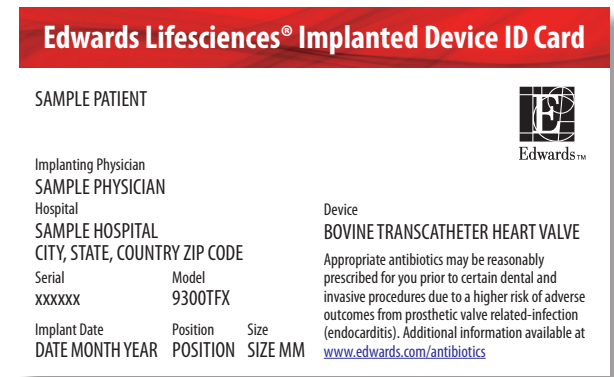 Edwards Lifesciences® Implanted Device ID Card
SAMPLE PATIENT
Edwards™
Implanting Physician
SAMPLE PHYSICIAN
Hospital
SAMPLE HOSPITAL
CITY, STATE, COUNTRY ZIP CODE
Serial Model
xxxxxx 9300TFX
Implant Date Position Size
DATE MONTH YEAR POSITION SIZE MM
Device
BOVINE TRANSCATHETER HEART VALVE
Appropriate antibiotics may be reasonably
prescribed for you prior to certain dental and
invasive procedures due to a higher risk of adverse
outcomes from prosthetic valve related-infection
(endocarditis). Additional information available at
www.edwards.com/antibiotics